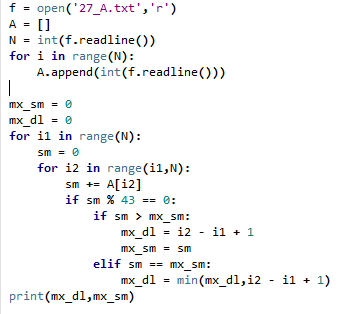 f = open('27_A.txt','r')
A = []
N = int(f.readline())
for i in range(N):
    A.append(int(f.readline()))

mx_sm = 0
mx_dl = 0
for i1 in range(N):
    sm = 0
    for i2 in range(i1,N):
        sm += A[i2]
        if sm % 43 == 0:
            if sm > mx_sm:
                mx_dl = i2 - i1 + 1
                mx_sm = sm
            elif sm == mx_sm:
                mx_dl = min(mx_dl,i2 - i1 + 1)
print(mx_dl,mx_sm)